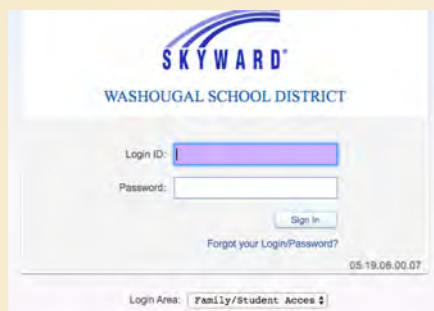 SKYWARD®
WASHOUGAL SCHOOL DISTRICT
Login ID:
Password:
Sign In
Forgot your Login/Password?
05.19.06.00.07
Login Area: Family/Student Acces